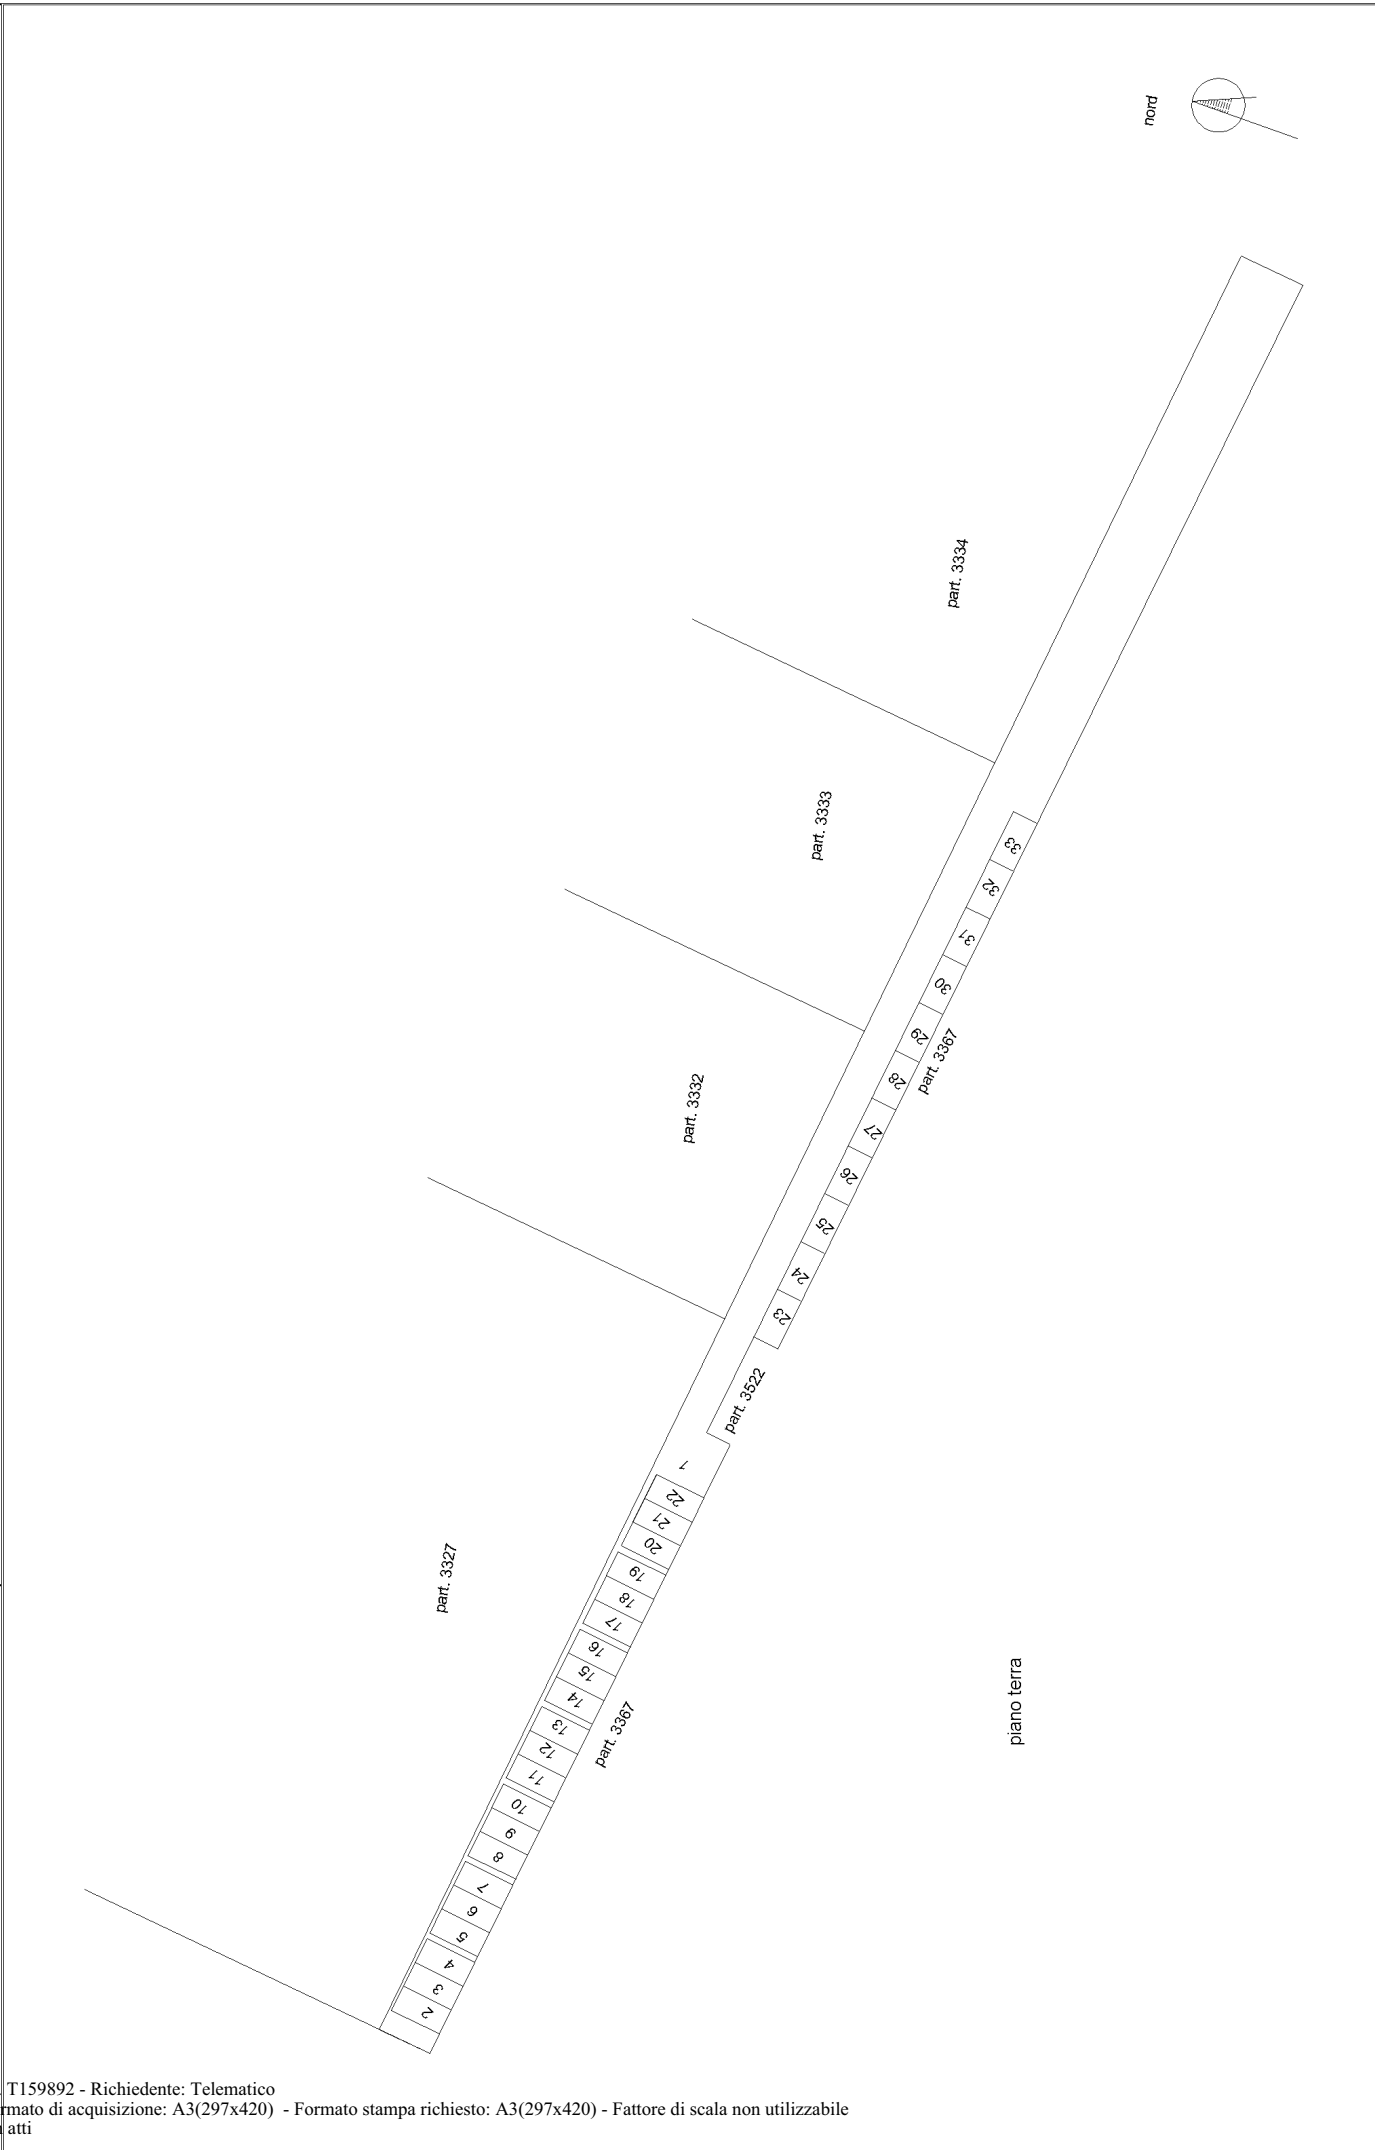 nord
part. 3334
part. 3333
33
32
31
30
29
28
27
26
25
24
23
part. 3367
part. 3332
part. 3522
1
22
21
20
19
18
17
16
15
14
13
12
11
10
9
8
7
6
5
4
3
2
part. 3327
part. 3367
piano terra
T159892 - Richiedente: Telematico
rmato di acquisizione: A3(297x420) - Formato stampa richiesto: A3(297x420) - Fattore di scala non utilizzabile
atti